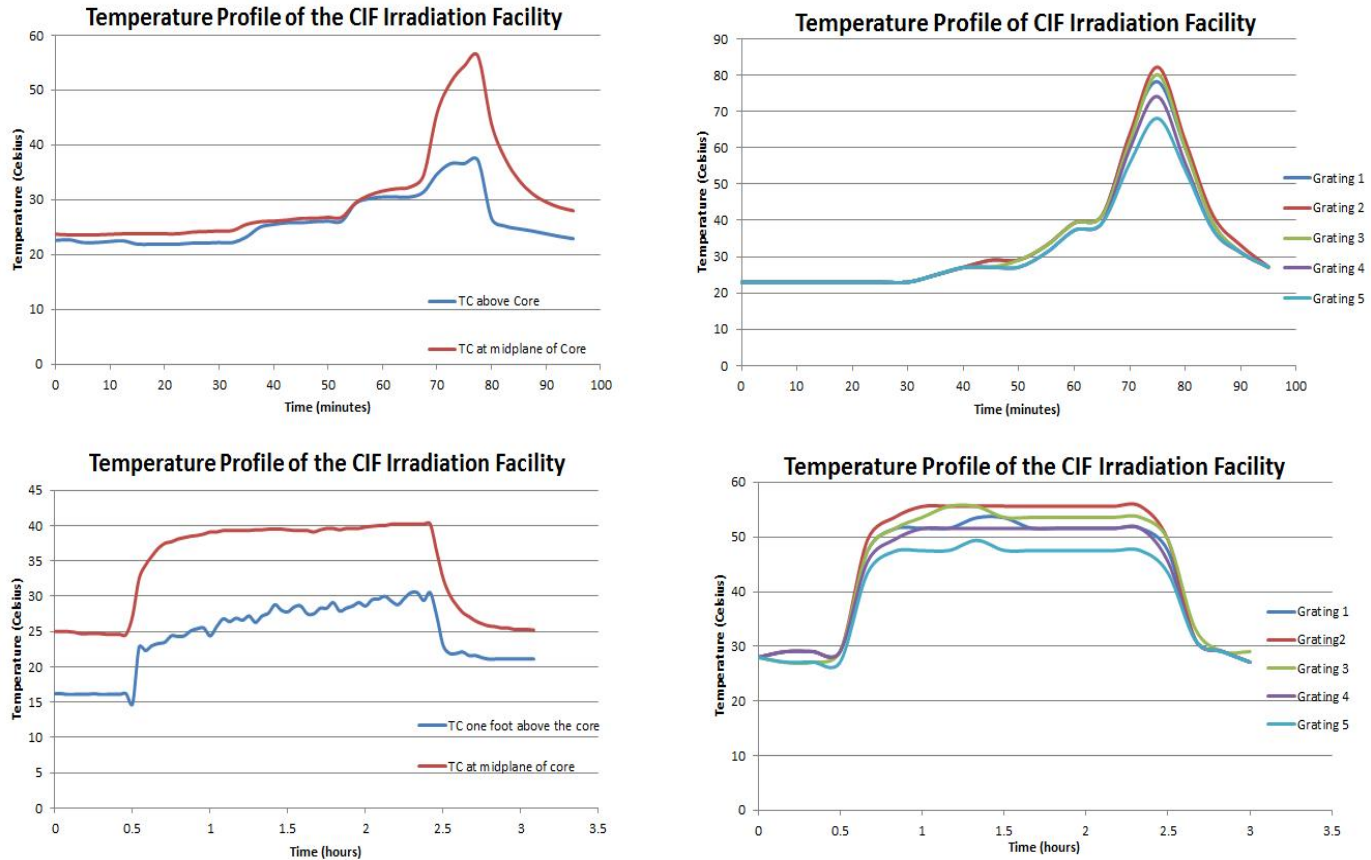 Temperature Profile of the CIF Irradiation Facility
Temperature (Celsius)
60
50
40
30
20
10
0
TC above Core
TC at midplane of Core
0 10 20 30 40 50 60 70 80 90 100
Time (minutes)
Temperature Profile of CIF Irradiation Facility
Temperature (Celsius)
90
80
70
60
50
40
30
20
10
0
Grating 1
Grating 2
Grating 3
Grating 4
Grating 5
0 10 20 30 40 50 60 70 80 90 100
Time (minutes)
Temperature Profile of the CIF Irradiation Facility
Temperature (Celsius)
45
40
35
30
25
20
15
10
5
0
TC one foot above the core
TC at midplane of core
0 0.5 1 1.5 2 2.5 3 3.5
Time (hours)
Temperature Profile of the CIF Irradiation Facility
Temperature (Celsius)
60
50
40
30
20
10
0
Grating 1
Grating2
Grating 3
Grating 4
Grating 5
0 0.5 1 1.5 2 2.5 3 3.5
Time (hours)